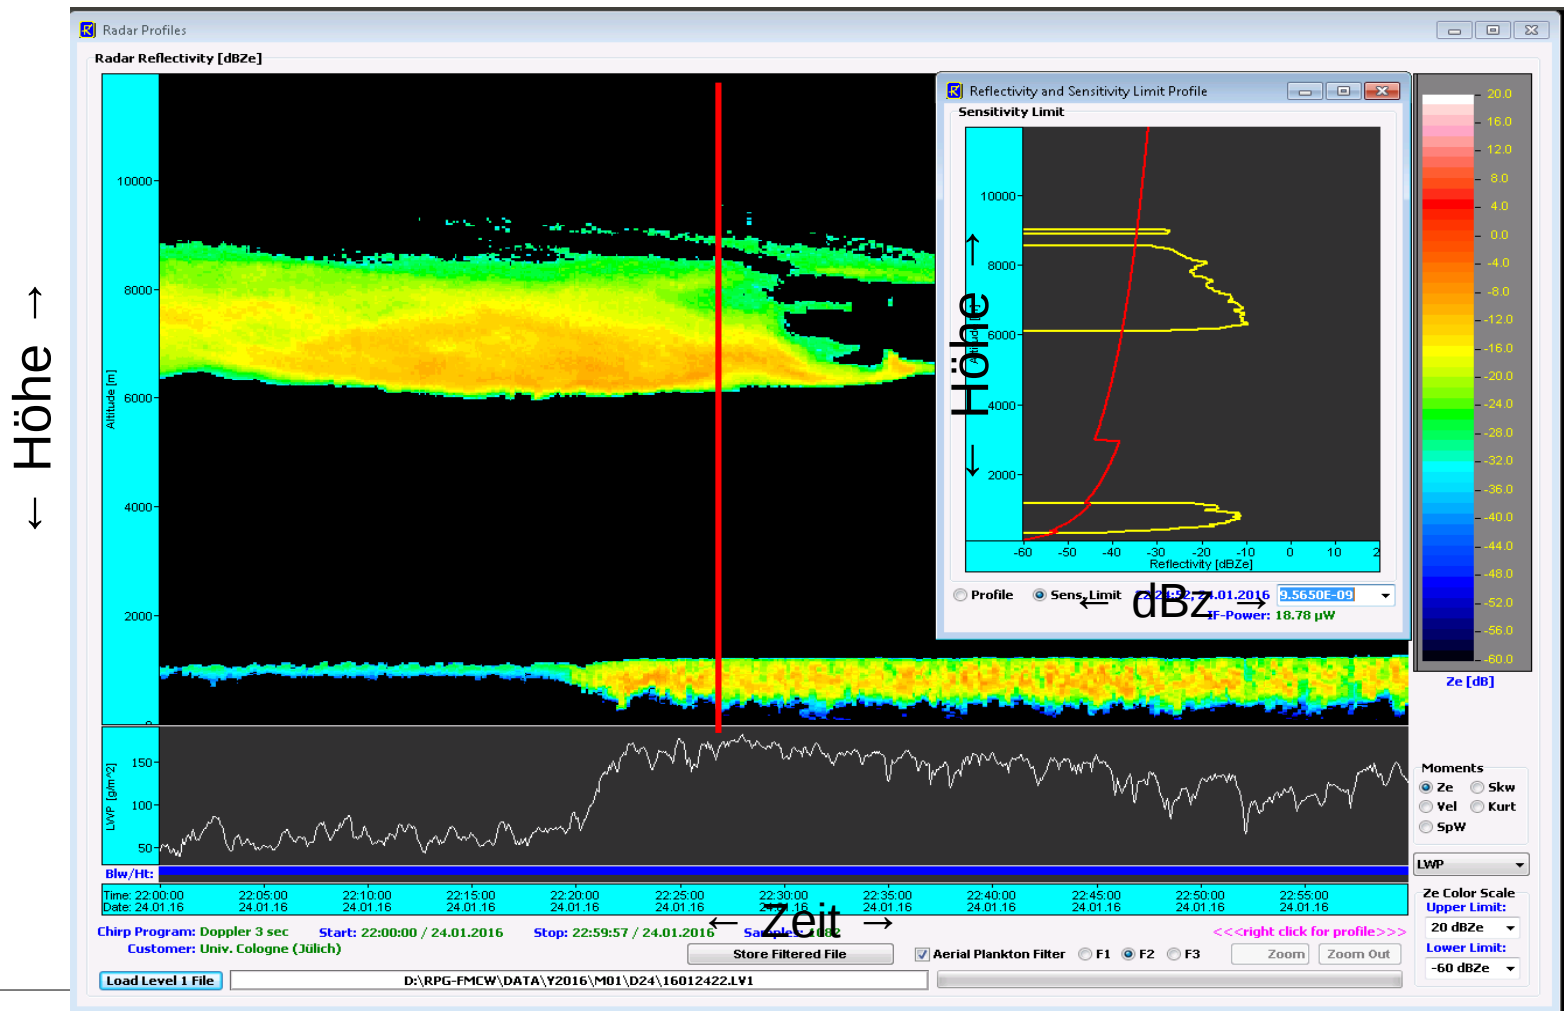 Radar Profiles
Radar Reflectivity [dBZe]
Reflectivity and Sensitivity Limit Profile
Sensitivity Limit
10000
8000
6000
4000
2000
0
Altitude [m]
← Höhe →
10000
8000
6000
4000
2000
← Höhe →
-60 -50 -40 -30 -20 -10 0 10 2
Reflectivity [dBZe]
Profile Sens. Limit 22:24:52, 24.01.2016 9.5650E-09
← dBz →
IF-Power: 18.78 µW
20.0
16.0
12.0
8.0
4.0
0.0
-4.0
-8.0
-12.0
-16.0
-20.0
-24.0
-28.0
-32.0
-36.0
-40.0
-44.0
-48.0
-52.0
-56.0
-60.0
Ze [dB]
150
100
50
LWP [g/m^2]
Moments
Ze Skw
Vel Kurt
SpW
LWP
Blw/Ht:
Time: 22:00:00 22:05:00 22:10:00 22:15:00 22:20:00 22:25:00 22:30:00 22:35:00 22:40:00 22:45:00 22:50:00 22:55:00
Date: 24.01.16 24.01.16 24.01.16 24.01.16 24.01.16 24.01.16 24.01.16 24.01.16 24.01.16 24.01.16 24.01.16 24.01.16
← Zeit →
Ze Color Scale
Upper Limit:
20 dBZe
Lower Limit:
-60 dBZe
Chirp Program: Doppler 3 sec Start: 22:00:00 / 24.01.2016 Stop: 22:59:57 / 24.01.2016 Samples: 1082 <<<right click for profile>>>
Customer: Univ. Cologne (Jülich)
Store Filtered File Aerial Plankton Filter F1 F2 F3 Zoom Zoom Out
Load Level 1 File D:\RPG-FMCW\DATA\Y2016\M01\D24\16012422.LV1